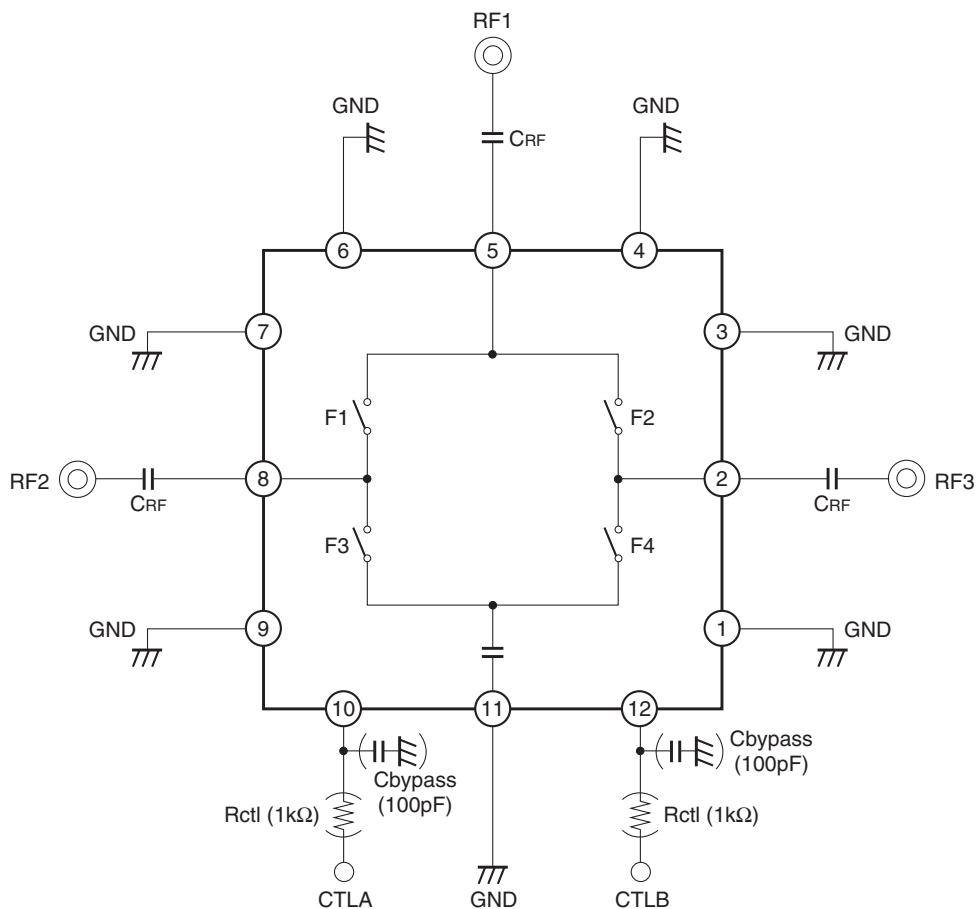 RF1
GND
CRF
GND
6
5
4
GND
7
3
GND
F1
F2
RF2
CRF
8
2
CRF
RF3
F3
F4
GND
9
1
GND
10
11
12
Cbypass
(100pF)
Cbypass
(100pF)
Rctl (1kΩ)
Rctl (1kΩ)
CTLA
GND
CTLB